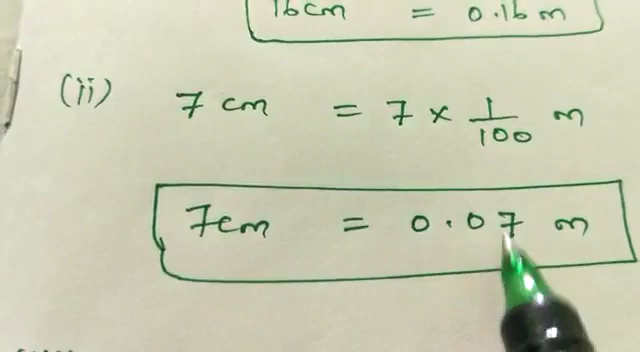 16cm = 0.16 m
(ii) 7 cm = 7 × 1/100 m
7cm = 0.07 m